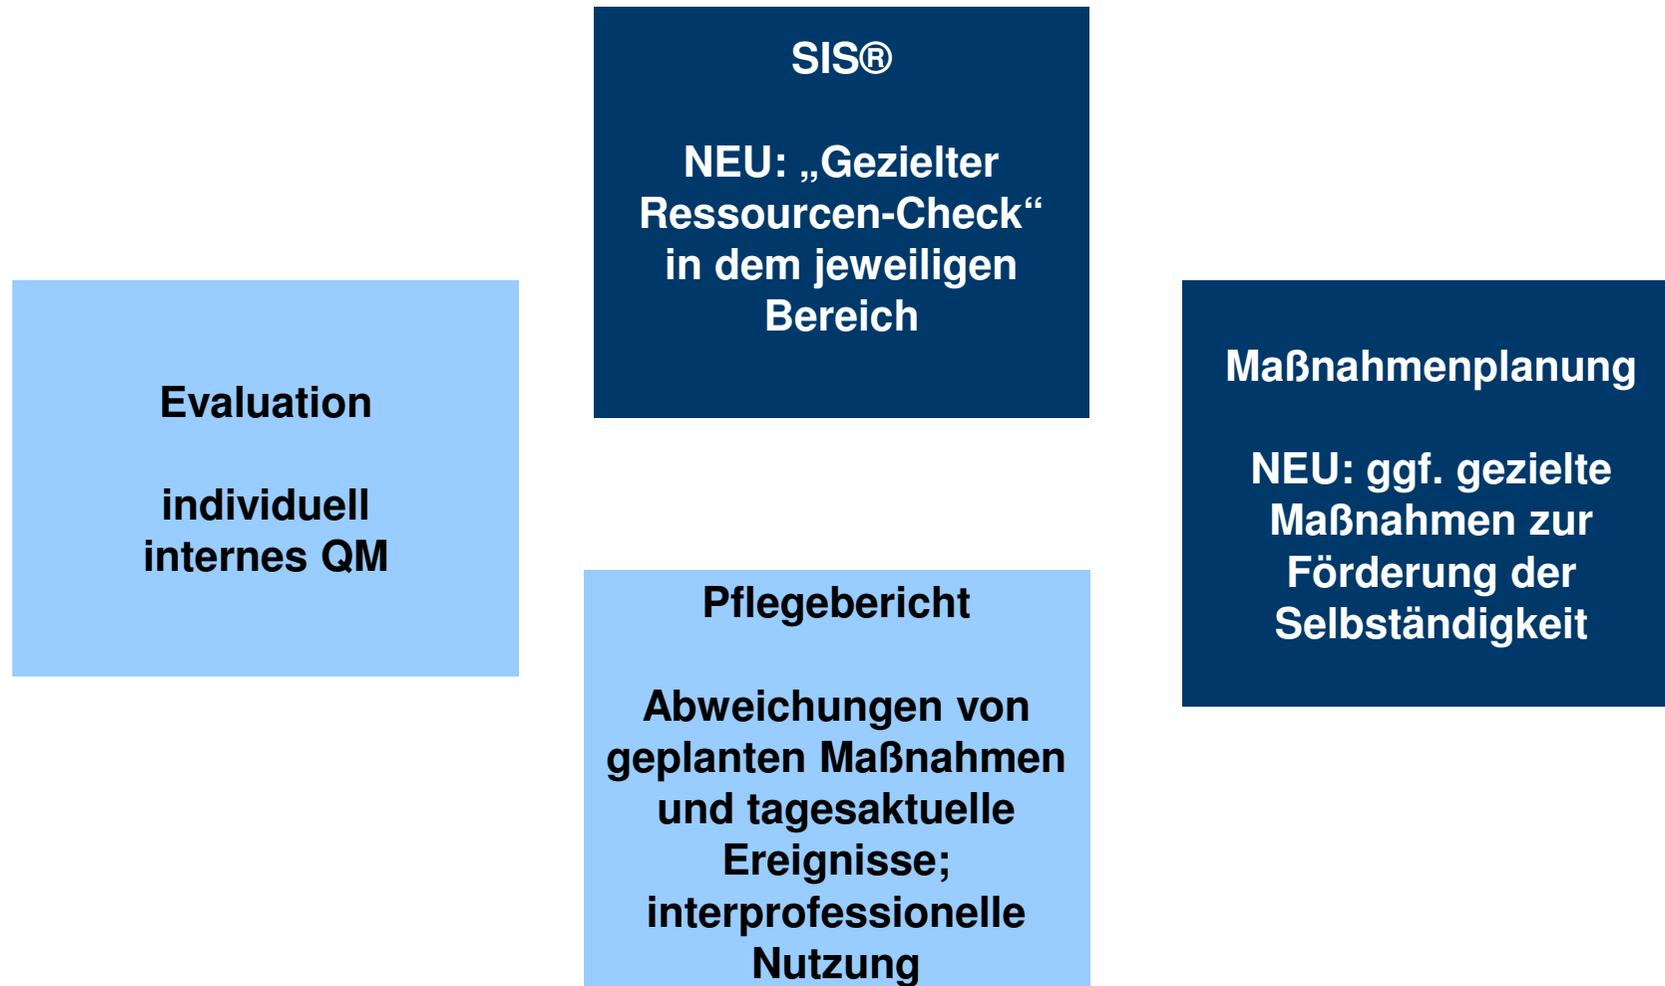 SIS®
NEU: „Gezielter
Ressourcen-Check“
in dem jeweiligen
Bereich
Evaluation
individuell
internes QM
Maßnahmenplanung
NEU: ggf. gezielte
Maßnahmen zur
Förderung der
Selbständigkeit
Pflegebericht
Abweichungen von
geplanten Maßnahmen
und tagesaktuelle
Ereignisse;
interprofessionelle
Nutzung